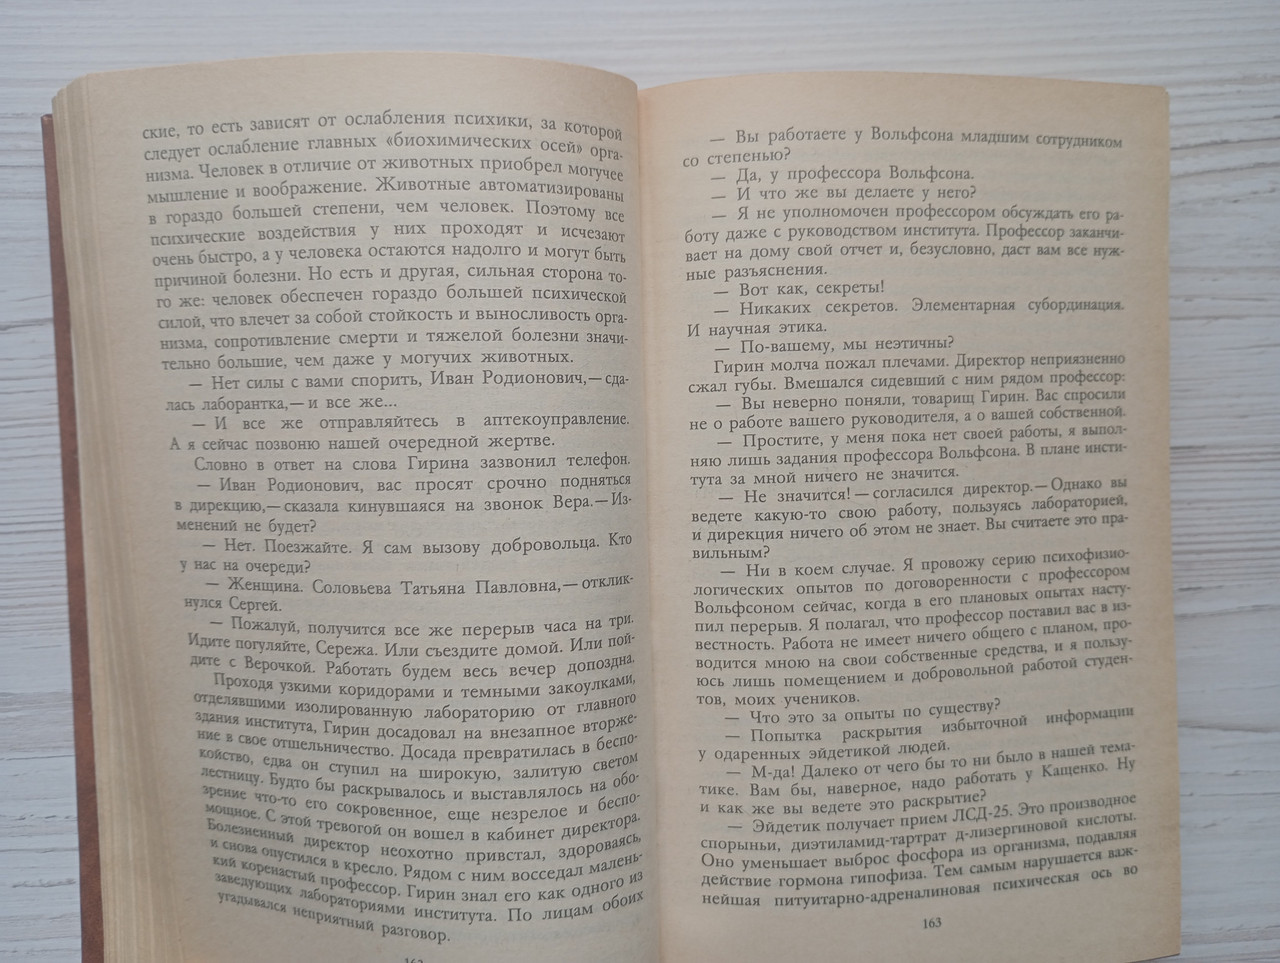 ские, то есть зависят от ослабления психики, за которой
следует ослабление главных «биохимических осей» орга-
низма. Человек в отличие от животных приобрел могучее
мышление и воображение. Животные автоматизированы
в гораздо большей степени, чем человек. Поэтому все
психические воздействия у них проходят и исчезают
очень быстро, а у человека остаются надолго и могут быть
причиной болезни. Но есть и другая, сильная сторона то-
го же: человек обеспечен гораздо большей психической
силой, что влечет за собой стойкость и выносливость орга-
низма, сопротивление смерти и тяжелой болезни значи-
тельно большие, чем даже у могучих животных.
— Нет силы с вами спорить, Иван Родионович,— сда-
лась лаборантка,— и все же...
— И все же отправляйтесь в аптекоуправление.
А я сейчас позвоню нашей очередной жертве.
Словно в ответ на слова Гирина зазвонил телефон.
— Иван Родионович, вас просят срочно подняться
в дирекцию,— сказала кинувшаяся на звонок Вера.— Из-
менений не будет?
— Нет. Поезжайте. Я сам вызову добровольца. Кто
у нас на очереди?
— Женщина. Соловьева Татьяна Павловна,— отклик-
нулся Сергей.
— Пожалуй, получится все же перерыв часа на три.
Идите погуляйте, Сережа. Или съездите домой. Или пой-
дите с Верочкой. Работать будем весь вечер допоздна.
Проходя узкими коридорами и темными закоулками,
отделявшими изолированную лабораторию от главного
здания института, Гирин досадовал на внезапное вторже-
ние в свое отшельничество. Досада превратилась в беспо-
койство, едва он ступил на широкую, залитую светом
лестницу. Будто бы раскрывалось и выставлялось на обо-
зрение что-то его сокровенное, еще незрелое и беспо-
мощное. С этой тревогой он вошел в кабинет директора.
Болезненный директор неохотно привстал, здороваясь,
и снова опустился в кресло. Рядом с ним восседал малень-
кий коренастый профессор. Гирин знал его как одного из
заведующих лабораториями института. По лицам обоих
угадывался неприятный разговор.
162
— Вы работаете у Вольфсона младшим сотрудником
со степенью?
— Да, у профессора Вольфсона.
— И что же вы делаете у него?
— Я не уполномочен профессором обсуждать его ра-
боту даже с руководством института. Профессор заканчи-
вает на дому свой отчет и, безусловно, даст вам все нуж-
ные разъяснения.
— Вот как, секреты!
— Никаких секретов. Элементарная субординация.
И научная этика.
— По-вашему, мы неэтичны?
Гирин молча пожал плечами. Директор неприязненно
сжал губы. Вмешался сидевший с ним рядом профессор:
— Вы неверно поняли, товарищ Гирин. Вас спросили
не о работе вашего руководителя, а о вашей собственной.
— Простите, у меня пока нет своей работы, я выпол-
няю лишь задания профессора Вольфсона. В плане инсти-
тута за мной ничего не значится.
— Не значится! — согласился директор.— Однако вы
ведете какую-то свою работу, пользуясь лабораторией,
и дирекция ничего об этом не знает. Вы считаете это пра-
вильным?
— Ни в коем случае. Я провожу серию психофизио-
логических опытов по договоренности с профессором
Вольфсоном сейчас, когда в его плановых опытах насту-
пил перерыв. Я полагал, что профессор поставил вас в из-
вестность. Работа не имеет ничего общего с планом, про-
водится мною на свои собственные средства, и я пользу-
юсь лишь помещением и добровольной работой студен-
тов, моих учеников.
— Что это за опыты по существу?
— Попытка раскрытия избыточной информации
у одаренных эйдетикой людей.
— М-да! Далеко от чего бы то ни было в нашей тема-
тике. Вам бы, наверное, надо работать у Кащенко. Ну
и как же вы ведете это раскрытие?
— Эйдетик получает прием ЛСД-25. Это производное
спорыньи, диэтиламид-тартрат д-лизергиновой кислоты.
Оно уменьшает выброс фосфора из организма, подавляя
действие гормона гипофиза. Тем самым нарушается важ-
нейшая питуитарно-адреналиновая психическая ось во
163